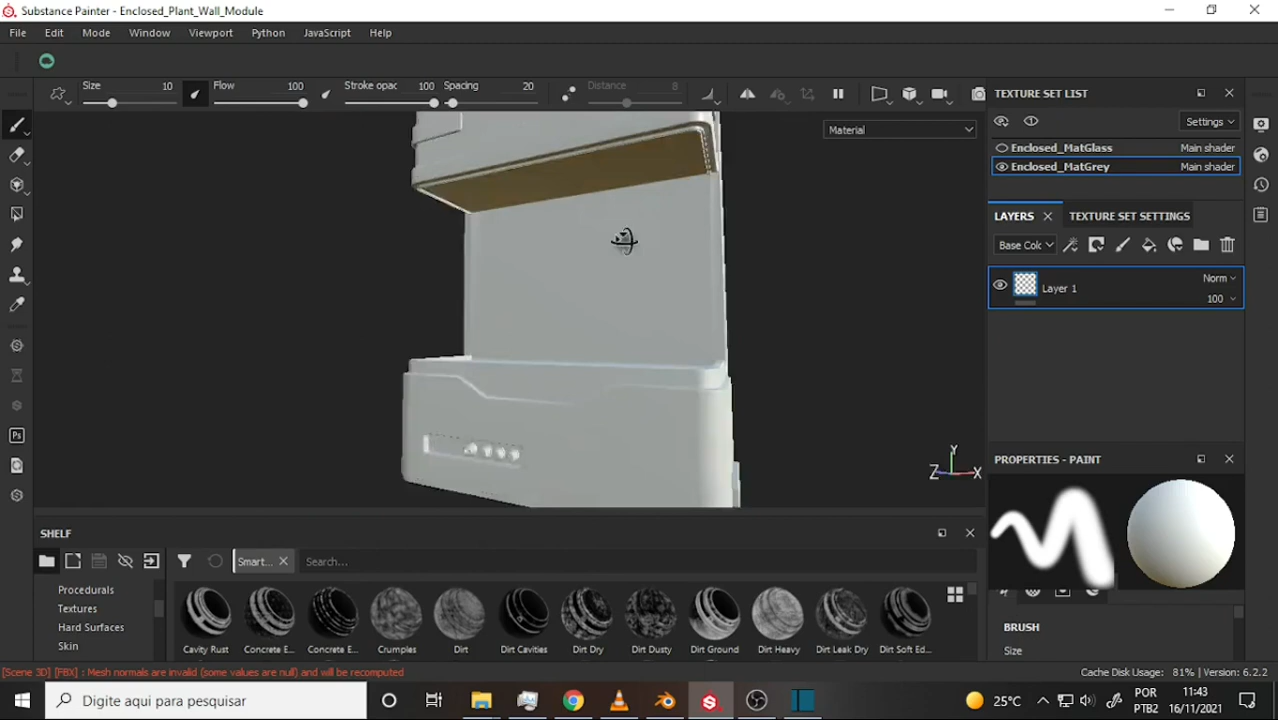 Substance Painter - Enclosed_Plant_Wall_Module
File Edit Mode Window Viewport Python JavaScript Help
Size 10 Flow 100 Stroke opac 100 Spacing 20 Distance 8
TEXTURE SET LIST
Material
Settings
Enclosed_MatGlass Main shader
Enclosed_MatGrey Main shader
LAYERS TEXTURE SET SETTINGS
Base Colc
Layer 1 Norm
100
Y
Z X
PROPERTIES - PAINT
SHELF
Smart... Search...
Procedurals
Textures
Hard Surfaces
Skin
Cavity Rust Concrete E... Concrete E... Crumples Dirt Dirt Cavities Dirt Dry Dirt Dusty Dirt Ground Dirt Heavy Dirt Leak Dry Dirt Soft Ed...
BRUSH
Size
[Scene 3D] [FBX] : Mesh normals are invalid (some values are null) and will be recomputed
Cache Disk Usage: 81% | Version: 6.2.2
Digite aqui para pesquisar
Ps
25°C
POR
PTB2
11:43
16/11/2021